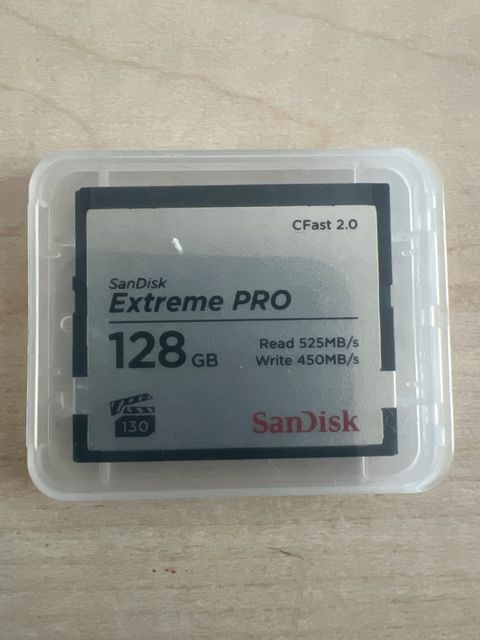 CFast 2.0
SanDisk
Extreme PRO
128 GB
Read 525MB/s
Write 450MB/s
130
SanDisk